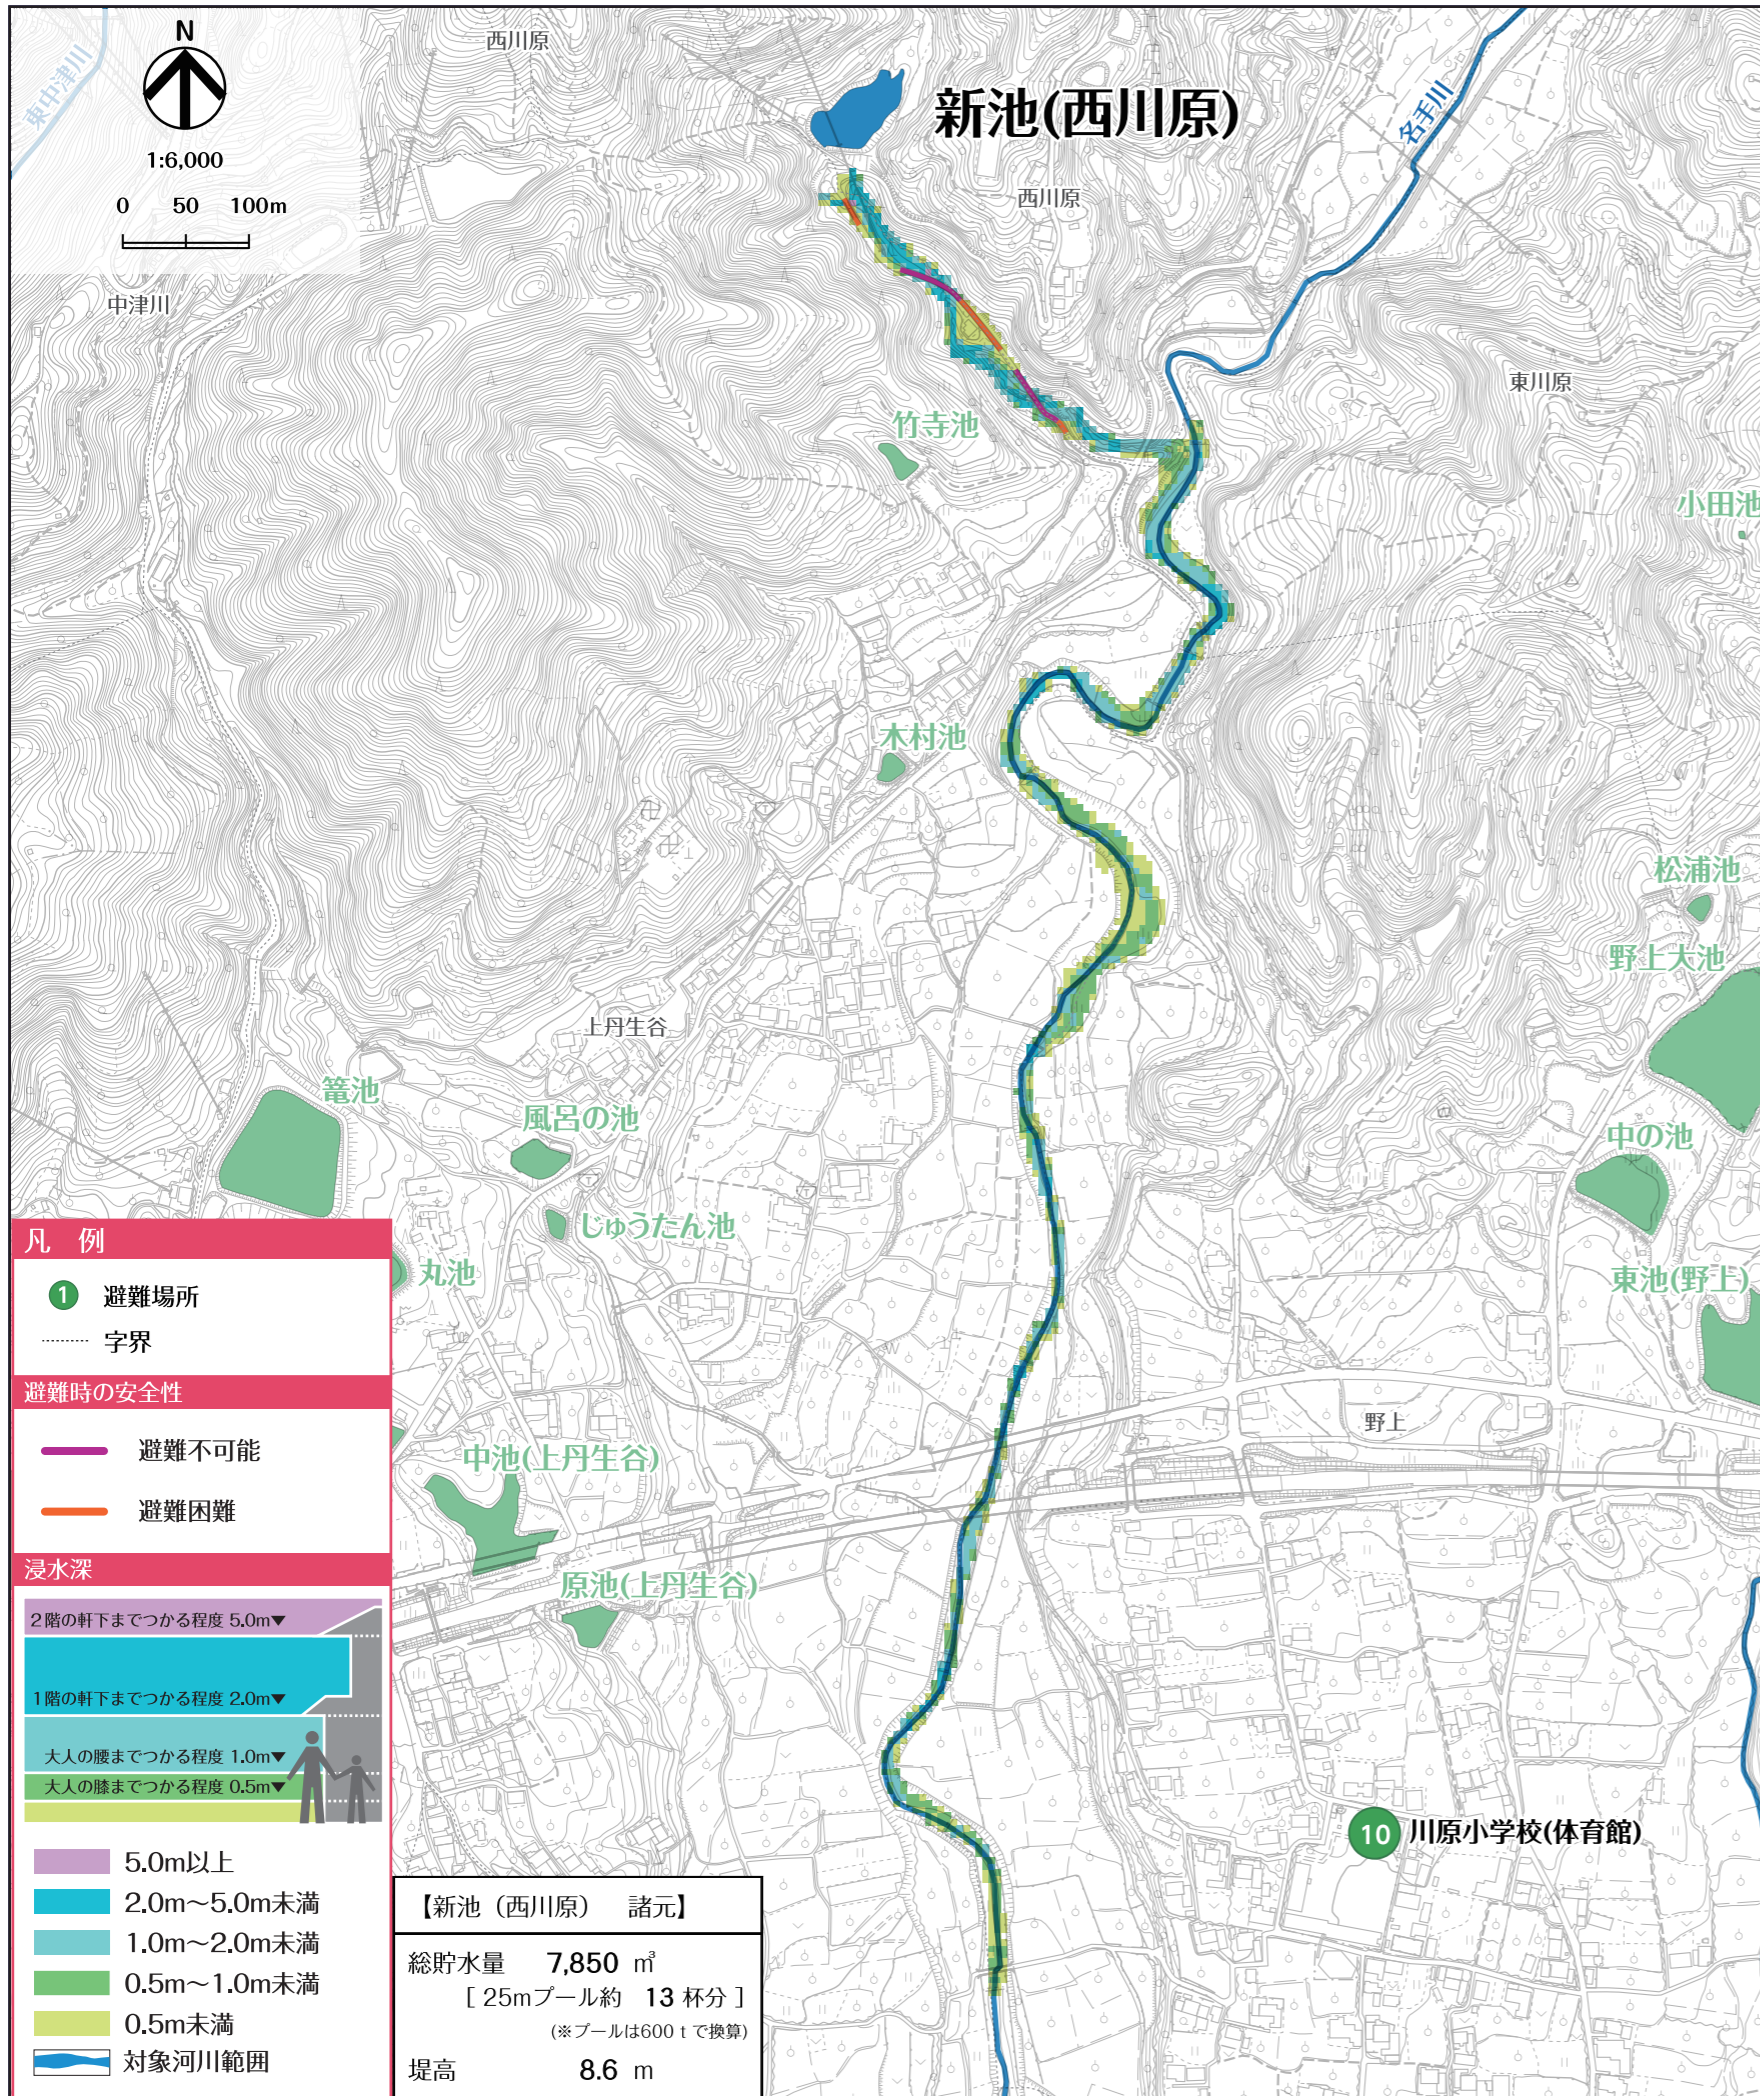 N
1:6,000
0 50 100m
東中津川
西川原
新池(西川原)
名手川
西川原
中津川
東川原
竹寺池
小田池
木村池
松浦池
野上大池
上丹生谷
篭池
風呂の池
中の池
じゅうたん池
丸池
東池(野上)
野上
中池(上丹生谷)
原池(上丹生谷)
10 川原小学校(体育館)
凡 例
1 避難場所
字界
避難時の安全性
避難不可能
避難困難
浸水深
2階の軒下までつかる程度 5.0m▼
1階の軒下までつかる程度 2.0m▼
大人の腰までつかる程度 1.0m▼
大人の膝までつかる程度 0.5m▼
5.0m以上
2.0m～5.0m未満
1.0m～2.0m未満
0.5m～1.0m未満
0.5m未満
対象河川範囲
【新池（西川原） 諸元】
総貯水量 7,850 ㎥
[ 25mプール約 13 杯分 ]
(※プールは600ｔで換算)
堤高 8.6 m